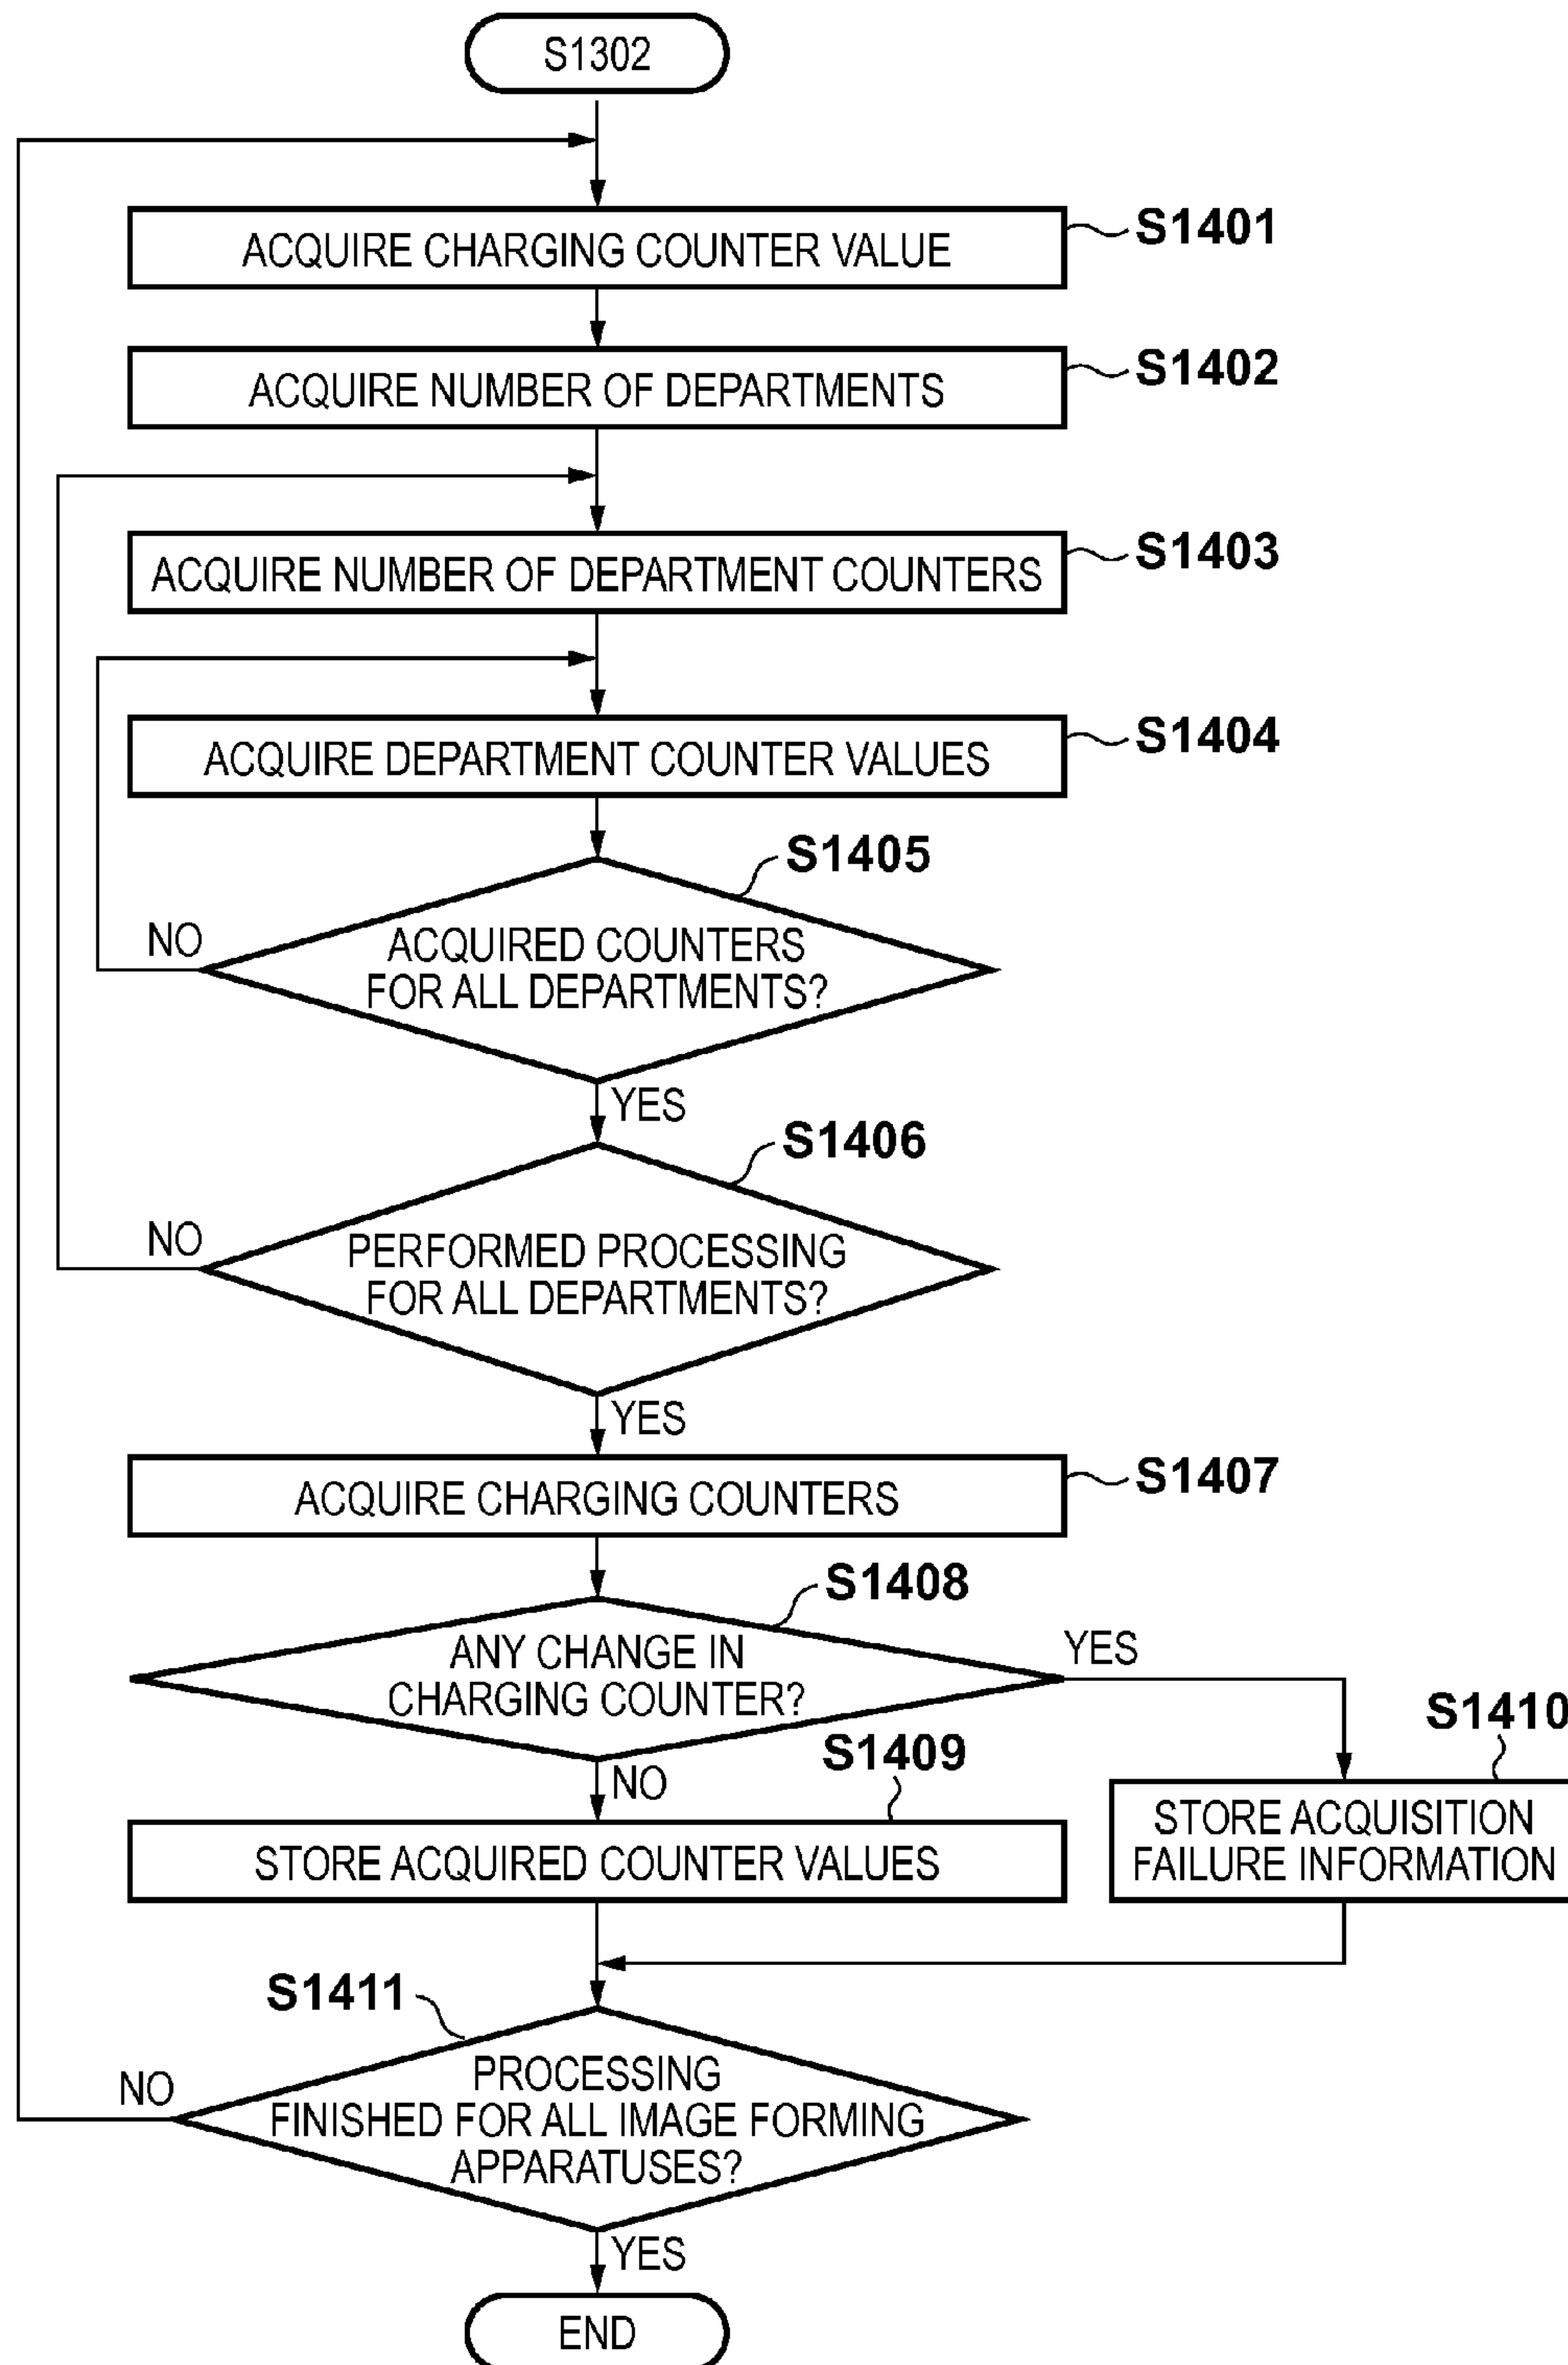 S1302
ACQUIRE CHARGING COUNTER VALUE
S1401
ACQUIRE NUMBER OF DEPARTMENTS
S1402
ACQUIRE NUMBER OF DEPARTMENT COUNTERS
S1403
ACQUIRE DEPARTMENT COUNTER VALUES
S1404
S1405
NO
ACQUIRED COUNTERS
FOR ALL DEPARTMENTS?
YES
S1406
NO
PERFORMED PROCESSING
FOR ALL DEPARTMENTS?
YES
ACQUIRE CHARGING COUNTERS
S1407
S1408
ANY CHANGE IN
CHARGING COUNTER?
YES
NO
S1409
S1410
STORE ACQUIRED COUNTER VALUES
STORE ACQUISITION
FAILURE INFORMATION
S1411
NO
PROCESSING
FINISHED FOR ALL IMAGE FORMING
APPARATUSES?
YES
END